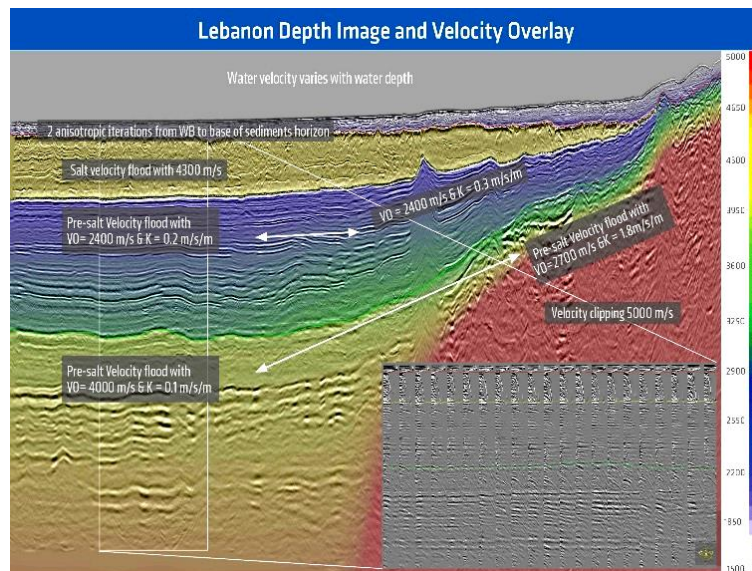 Lebanon Depth Image and Velocity Overlay
Water velocity varies with water depth
2 anisotropic iterations from WB to base of sediments horizon
Salt velocity flood with 4300 m/s
Pre-salt Velocity flood with
V0= 2400 m/s & K = 0.2 m/s/m
V0 = 2400 m/s & K = 0.3 m/s/m
Pre-salt Velocity flood with
V0=2700 m/s &K = 1.8m/s/m
Velocity clipping 5000 m/s
Pre-salt Velocity flood with
V0= 4000 m/s & K = 0.1 m/s/m
5000
4650
4300
3950
3600
3250
2900
2550
2200
1850
1500